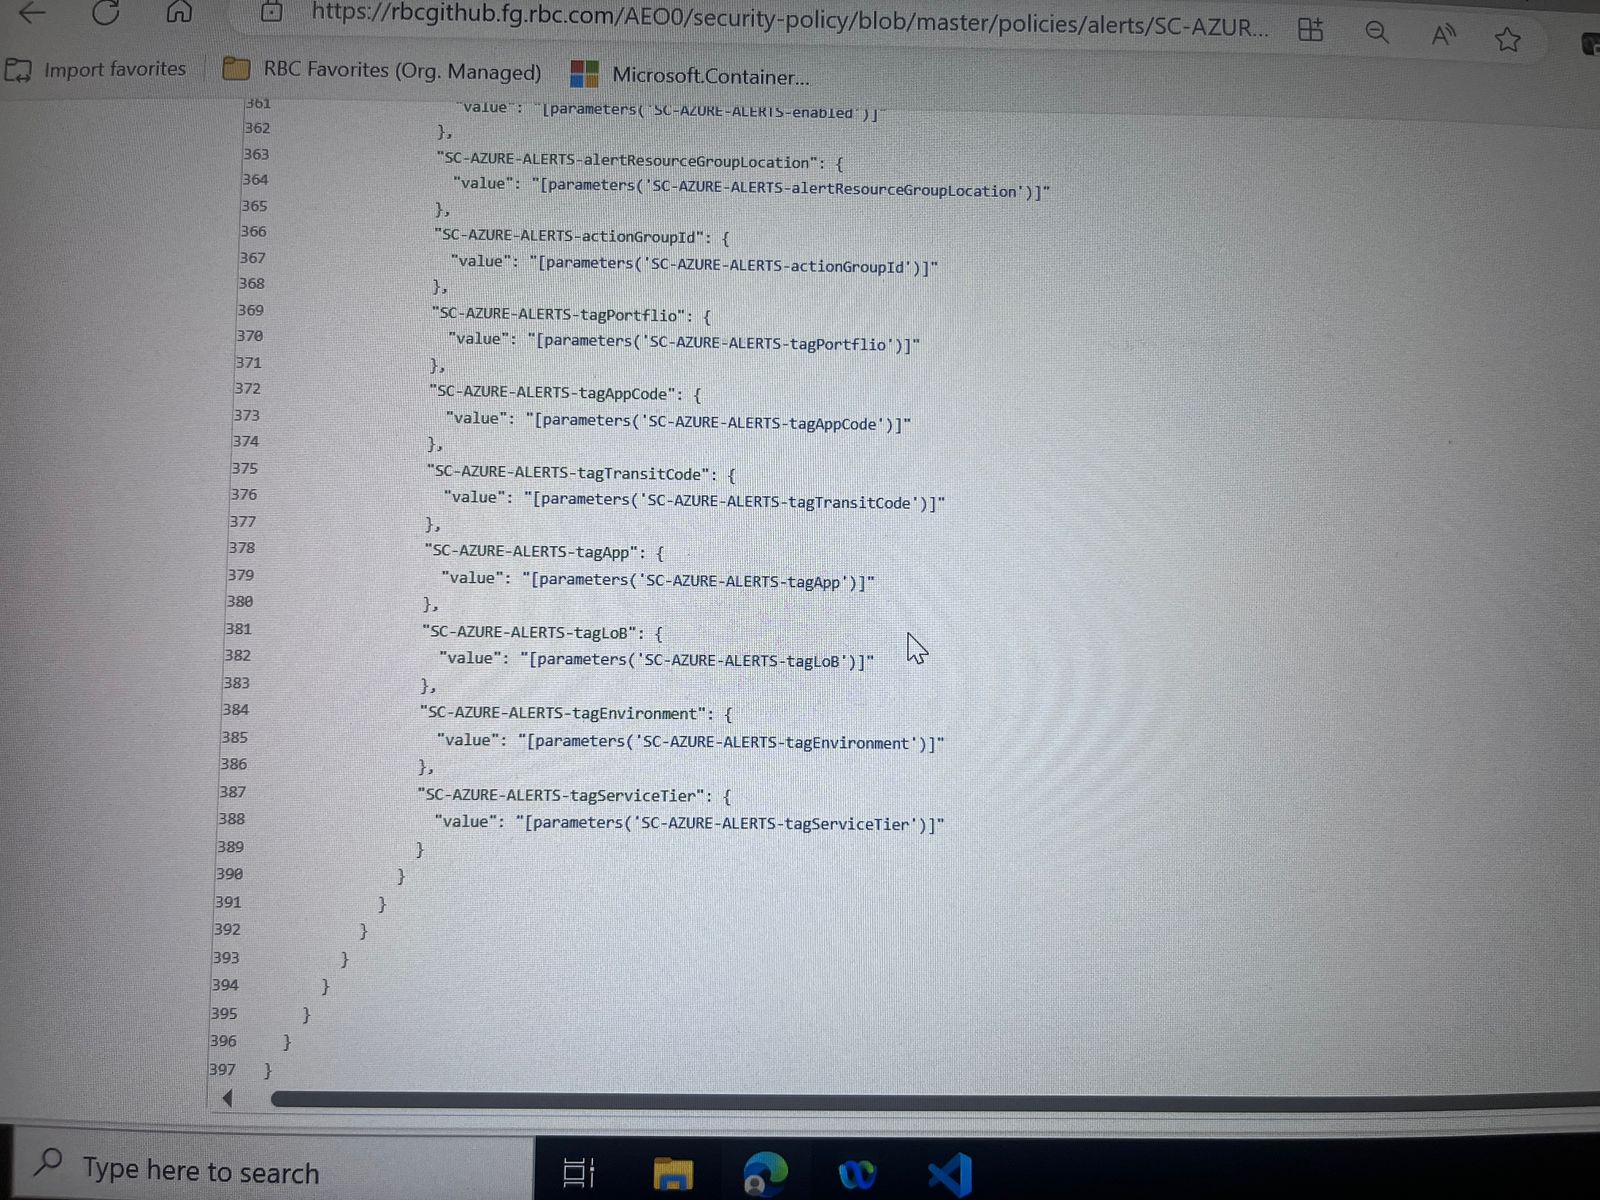 https://rbcgithub.fg.rbc.com/AEO0/security-policy/blob/master/policies/alerts/SC-AZUR...
Import favorites
RBC Favorites (Org. Managed)
Microsoft.Container...
361 "value": "[parameters('SC-AZURE-ALERTS-enabled')]"
362 },
363 "SC-AZURE-ALERTS-alertResourceGroupLocation": {
364 "value": "[parameters('SC-AZURE-ALERTS-alertResourceGroupLocation')]"
365 },
366 "SC-AZURE-ALERTS-actionGroupId": {
367 "value": "[parameters('SC-AZURE-ALERTS-actionGroupId')]"
368 },
369 "SC-AZURE-ALERTS-tagPortflio": {
370 "value": "[parameters('SC-AZURE-ALERTS-tagPortflio')]"
371 },
372 "SC-AZURE-ALERTS-tagAppCode": {
373 "value": "[parameters('SC-AZURE-ALERTS-tagAppCode')]"
374 },
375 "SC-AZURE-ALERTS-tagTransitCode": {
376 "value": "[parameters('SC-AZURE-ALERTS-tagTransitCode')]"
377 },
378 "SC-AZURE-ALERTS-tagApp": {
379 "value": "[parameters('SC-AZURE-ALERTS-tagApp')]"
380 },
381 "SC-AZURE-ALERTS-tagLoB": {
382 "value": "[parameters('SC-AZURE-ALERTS-tagLoB')]"
383 },
384 "SC-AZURE-ALERTS-tagEnvironment": {
385 "value": "[parameters('SC-AZURE-ALERTS-tagEnvironment')]"
386 },
387 "SC-AZURE-ALERTS-tagServiceTier": {
388 "value": "[parameters('SC-AZURE-ALERTS-tagServiceTier')]"
389 }
390 }
391 }
392 }
393 }
394 }
395 }
396 }
397 }
Type here to search